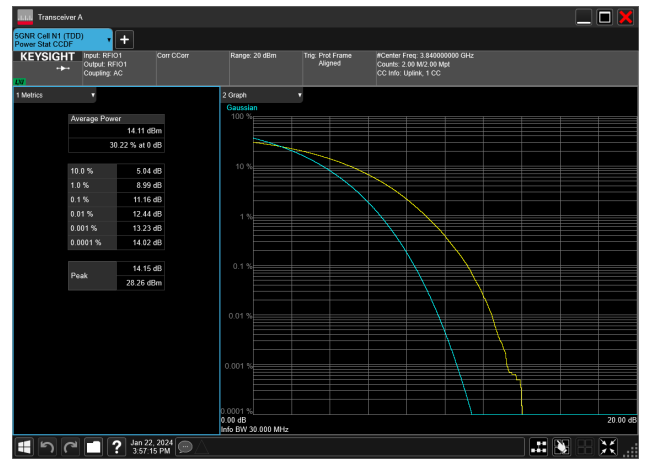 Transceiver A
5GNR Cell N1 (TDD)
Power Stat CCDF
KEYSIGHT
Input: RFIO1
Output: RFIO1
Coupling: AC
Corr CCorr
Range: 20 dBm
Trig: Prot Frame
Aligned
#Center Freq: 3.840000000 GHz
Counts: 2.00 M/2.00 Mpt
CC Info: Uplink, 1 CC
1 Metrics
2 Graph
Average Power
14.11 dBm
30.22 % at 0 dB
10.0 % 5.04 dB
1.0 % 8.99 dB
0.1 % 11.16 dB
0.01 % 12.44 dB
0.001 % 13.23 dB
0.0001 % 14.02 dB
Peak
14.15 dB
28.26 dBm
Gaussian
100 %
10 %
1 %
0.1 %
0.01 %
0.001 %
0.0001 %
0.00 dB
20.00 dB
Info BW 30.000 MHz
?
Jan 22, 2024
3:57:15 PM